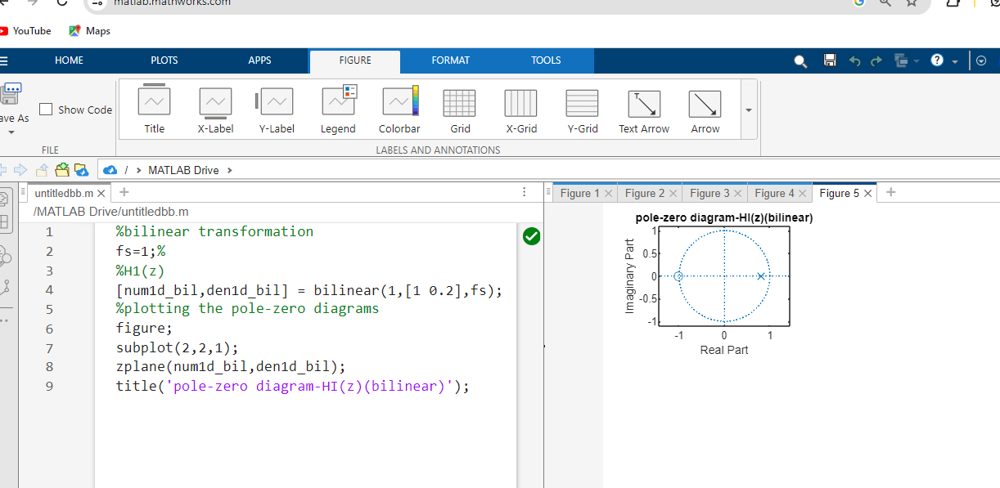 matlab.mathworks.com
YouTube Maps
HOME PLOTS APPS FIGURE FORMAT TOOLS
Show Code
ave As
Title X-Label Y-Label Legend Colorbar Grid X-Grid Y-Grid Text Arrow Arrow
FILE LABELS AND ANNOTATIONS
/ MATLAB Drive
untitledbb.m
/MATLAB Drive/untitledbb.m
1 %bilinear transformation
2 fs=1;%
3 %H1(z)
4 [num1d_bil,den1d_bil] = bilinear(1,[1 0.2],fs);
5 %plotting the pole-zero diagrams
6 figure;
7 subplot(2,2,1);
8 zplane(num1d_bil,den1d_bil);
9 title('pole-zero diagram-HI(z)(bilinear)');
Figure 1 Figure 2 Figure 3 Figure 4 Figure 5
pole-zero diagram-HI(z)(bilinear)
Imaginary Part
1
0.5
0
-0.5
-1
-1 0 1
Real Part